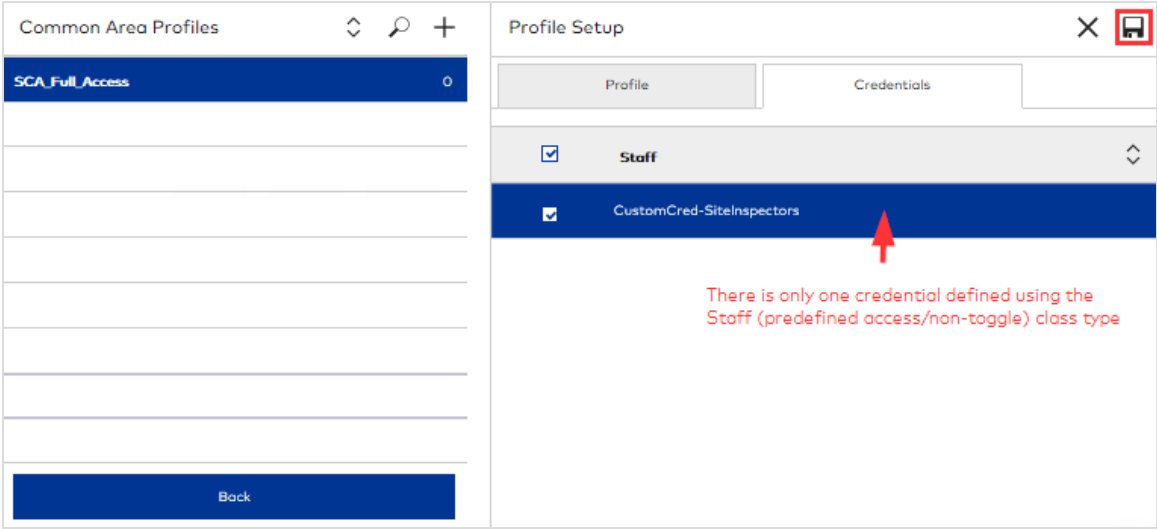 Common Area Profiles
SCA_Full_Access 0
Back
Profile Setup
Profile Credentials
Staff
CustomCred-SiteInspectors
There is only one credential defined using the
Staff (predefined access/non-toggle) class type